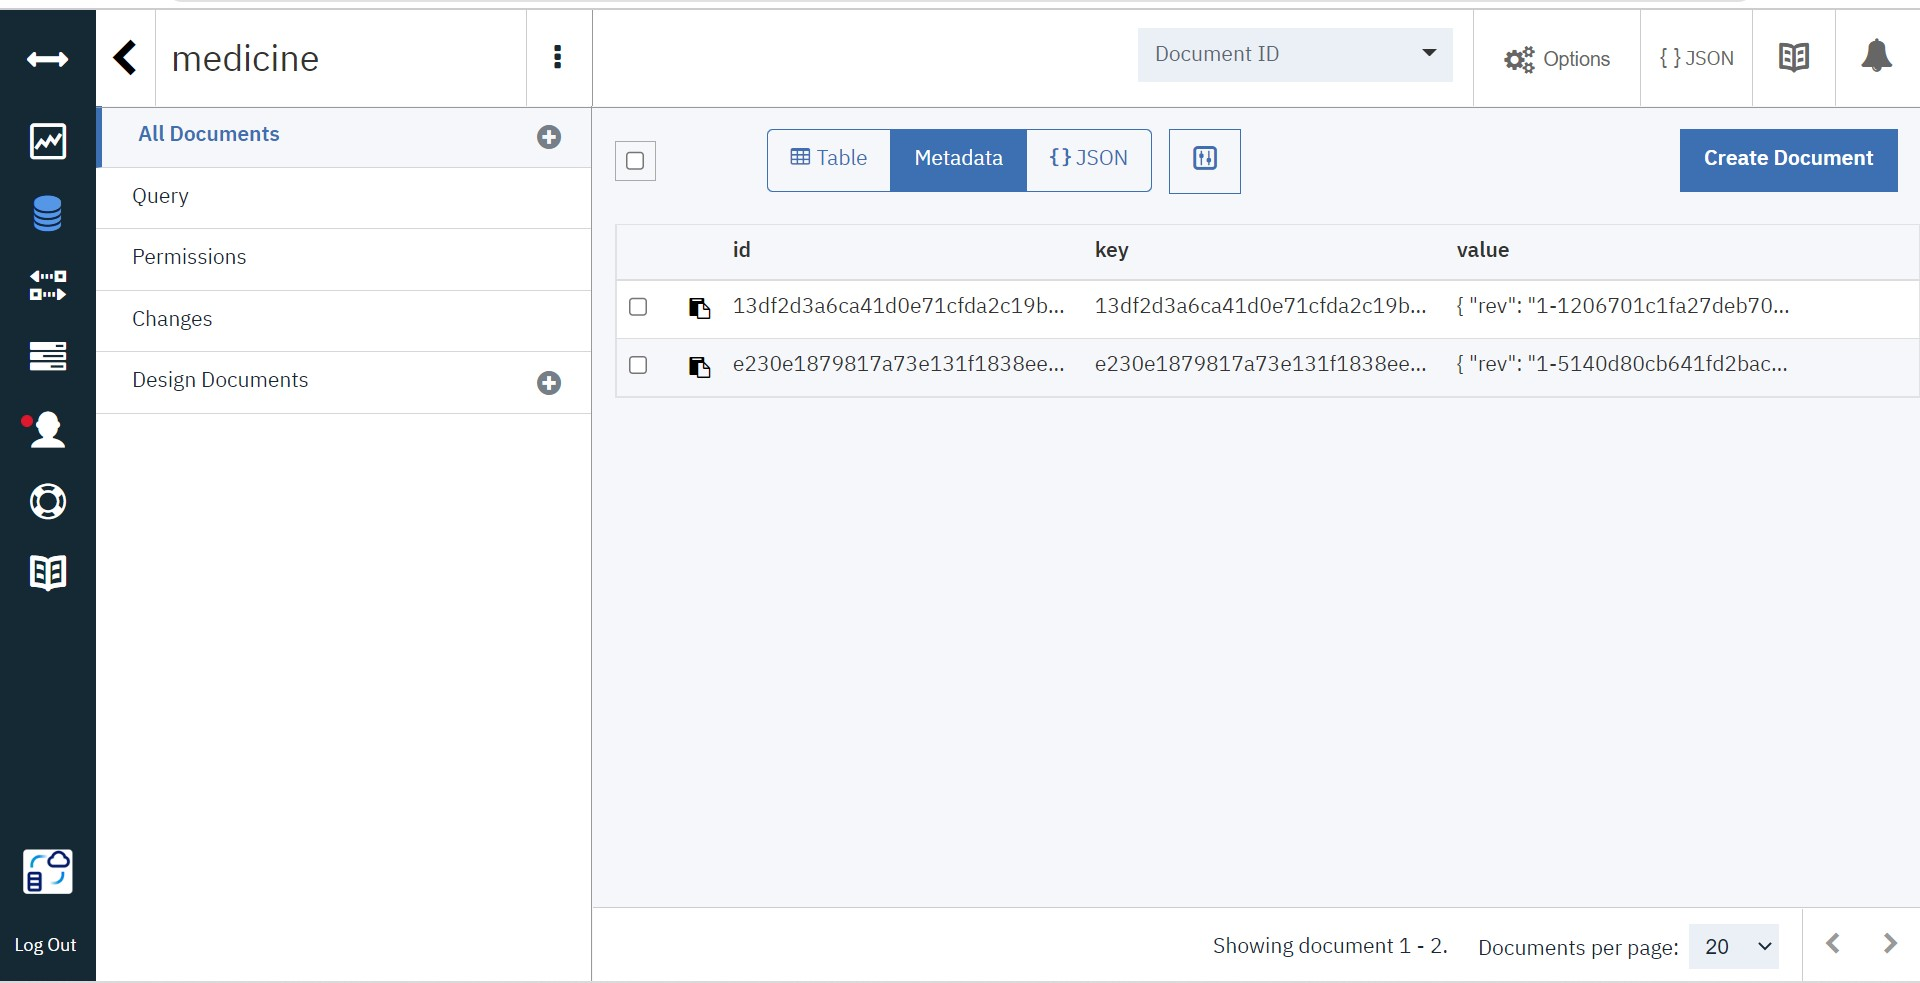 medicine
Document ID
Options
{ } JSON
All Documents
Query
Permissions
Changes
Design Documents
Table
Metadata
{ } JSON
Create Document
id key value
13df2d3a6ca41d0e71cfda2c19b... 13df2d3a6ca41d0e71cfda2c19b... { "rev": "1-1206701c1fa27deb70...
e230e1879817a73e131f1838ee... e230e1879817a73e131f1838ee... { "rev": "1-5140d80cb641fd2bac...
Log Out
Showing document 1 - 2. Documents per page: 20